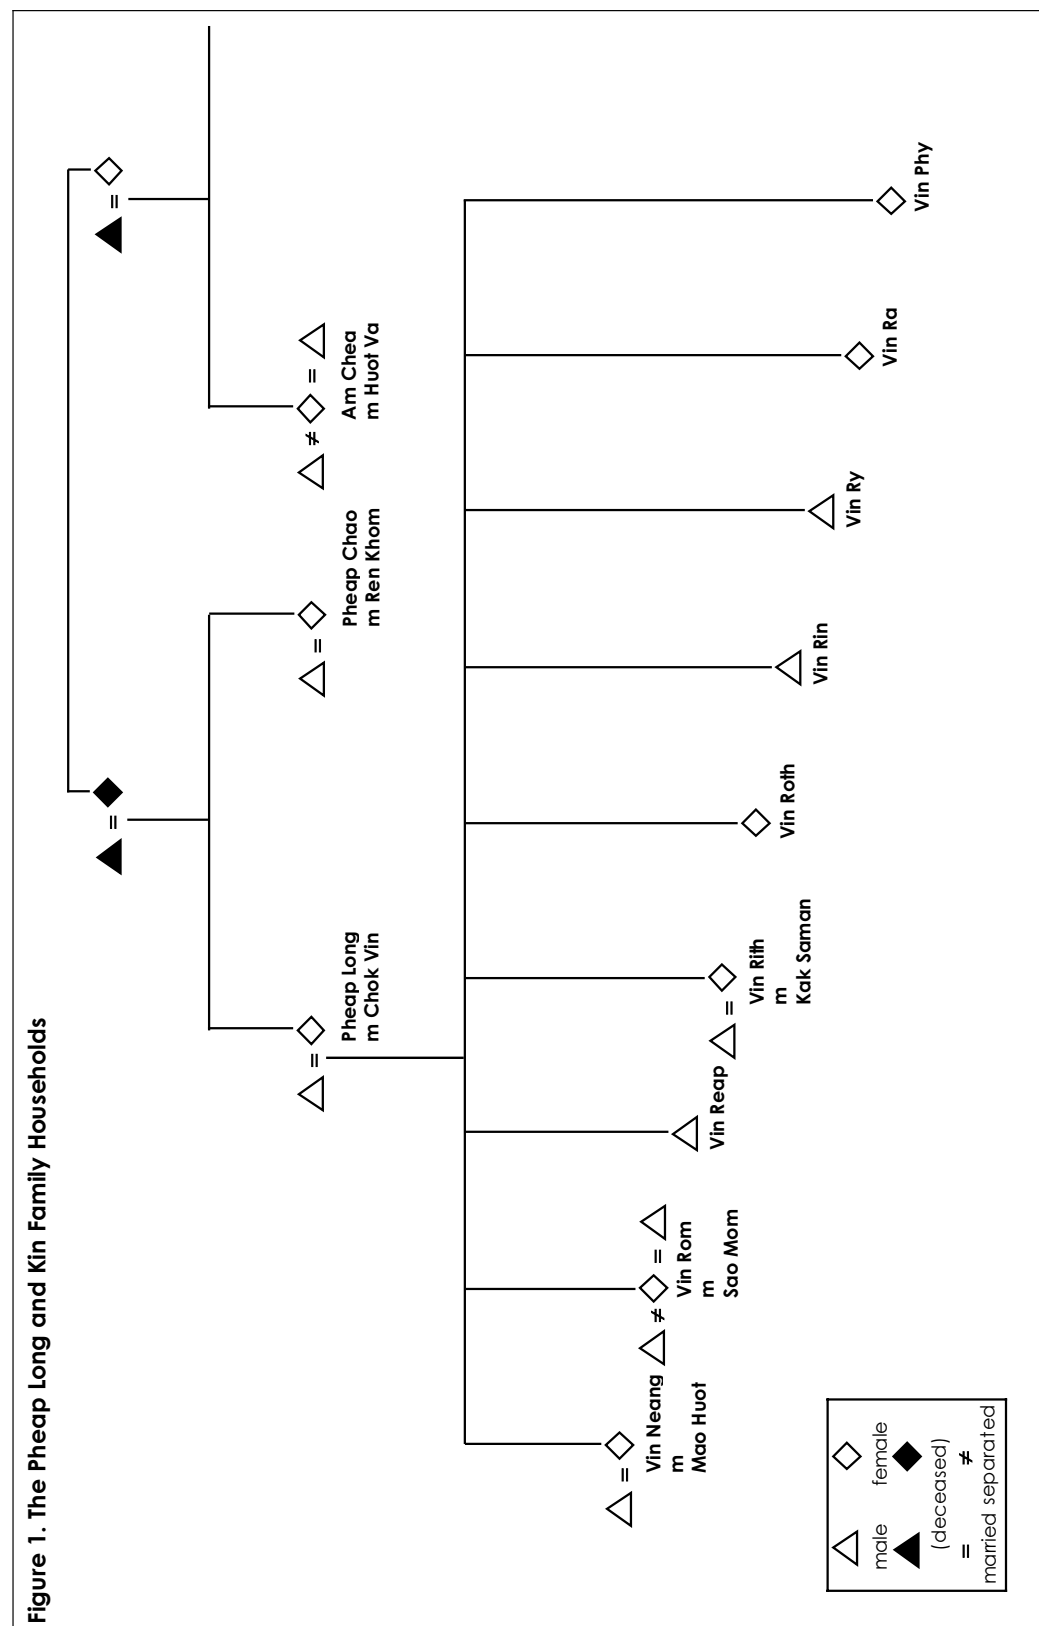 Figure 1. The Pheap Long and Kin Family Households
Pheap Long
m Chok Vin
Pheap Chao
m Ren Khom
Am Chea
m Huot Va
Vin Neang
m
Mao Huot
Vin Rom
m
Sao Mom
Vin Reap
Vin Rith
m
Kak Saman
Vin Roth
Vin Rin
Vin Ry
Vin Ra
Vin Phy
male female
(deceased)
= ≠
married separated